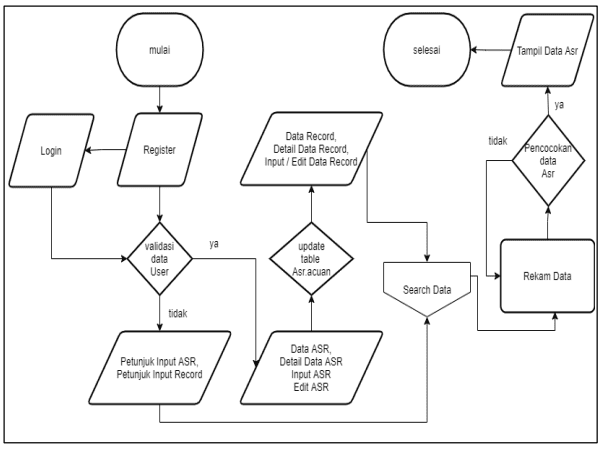 mulai
selesai
Tampil Data Asr
ya
Login
Register
Data Record,
Detail Data Record,
Input / Edit Data Record
tidak
Pencocokan
data
Asr
validasi
data
User
ya
update
table
Asr.acuan
Search Data
Rekam Data
tidak
Petunjuk Input ASR,
Petunjuk Input Record
Data ASR,
Detail Data ASR
Input ASR
Edit ASR